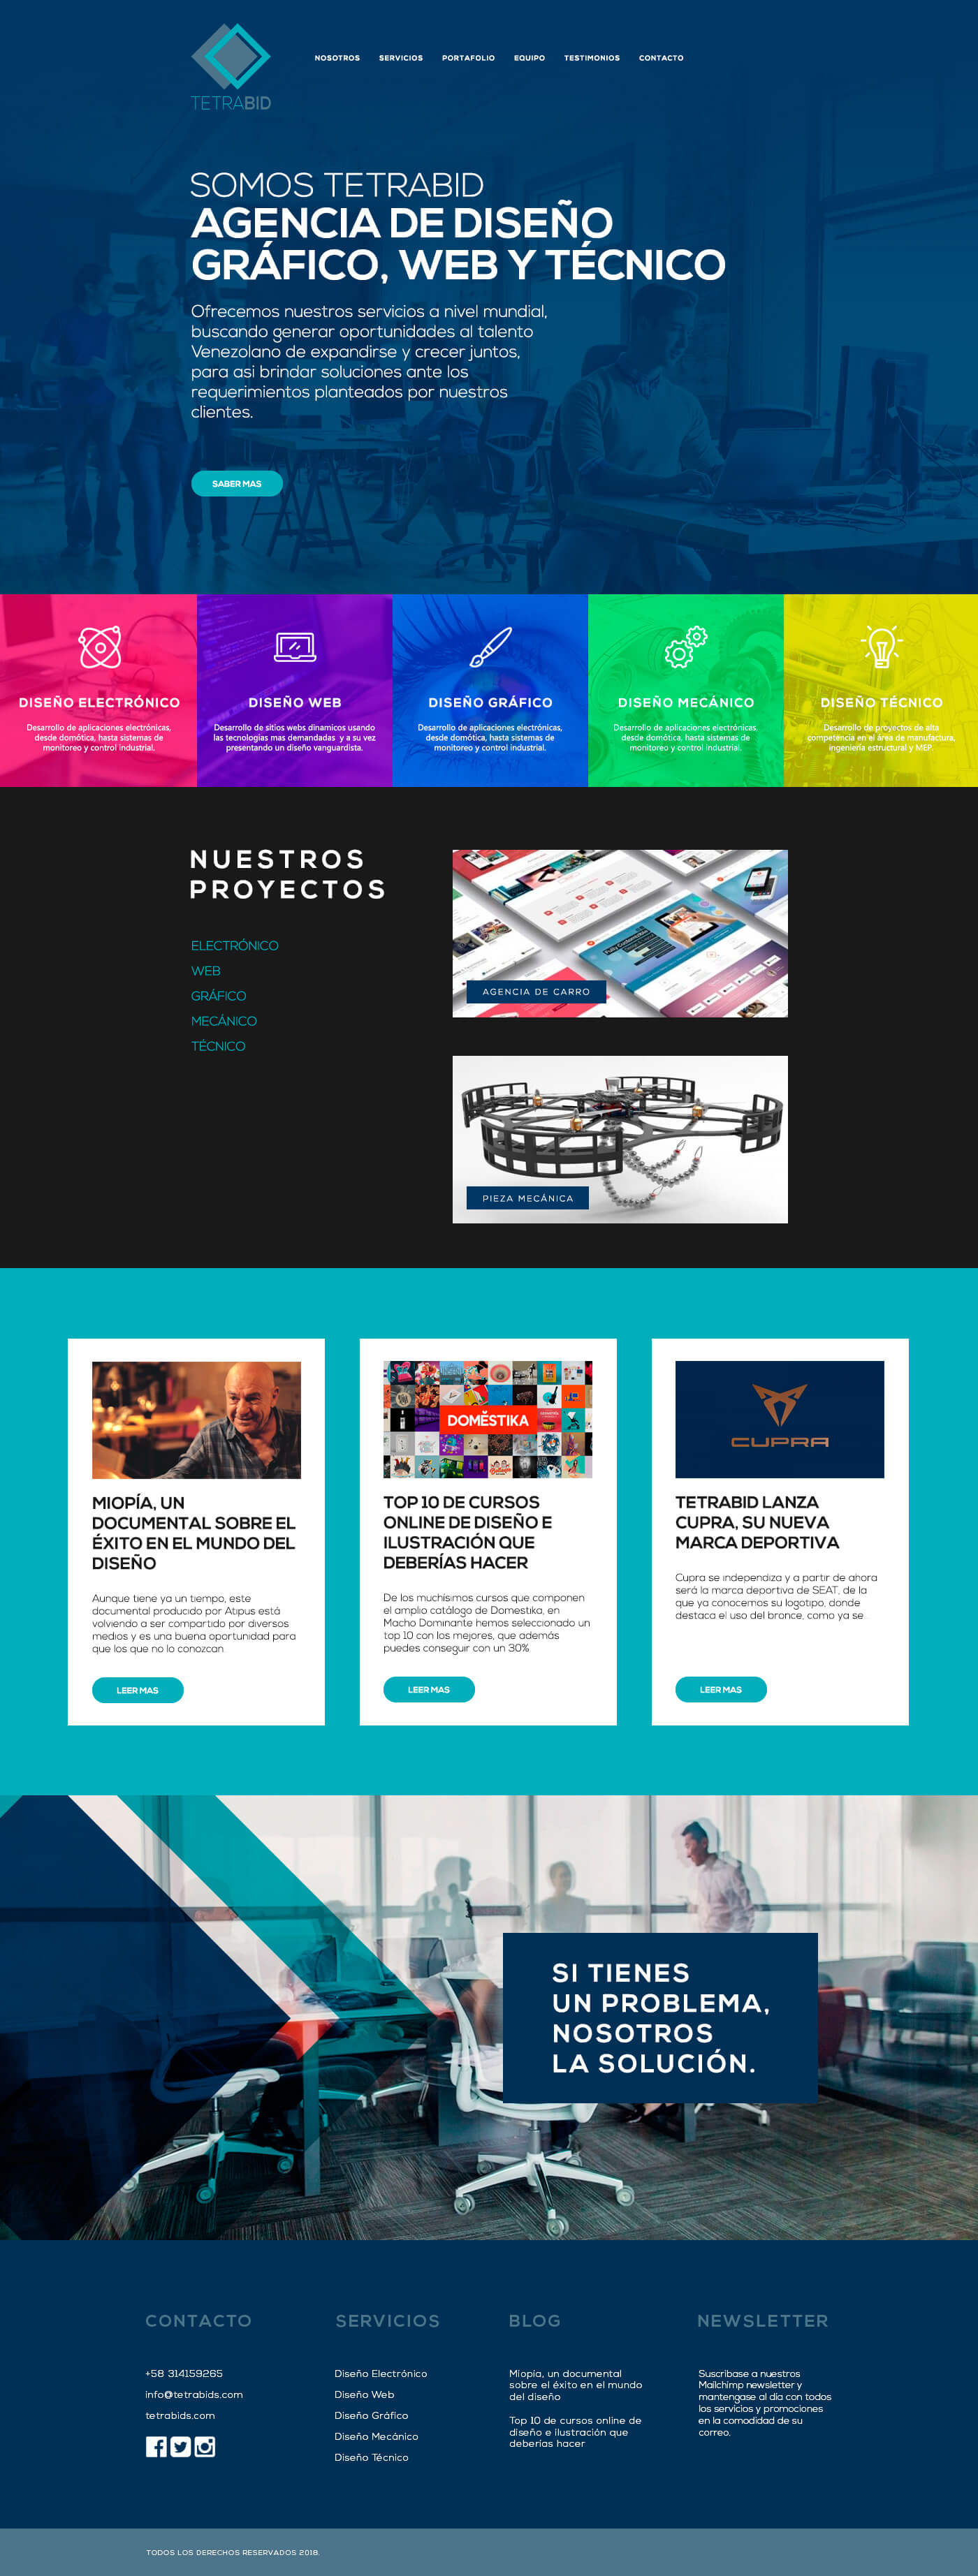 TETRABID
NOSOTROS SERVICIOS PORTAFOLIO EQUIPO TESTIMONIOS CONTACTO
SOMOS TETRABID
AGENCIA DE DISEÑO
GRÁFICO, WEB Y TÉCNICO
Ofrecemos nuestros servicios a nivel mundial,
buscando generar oportunidades al talento
Venezolano de expandirse y crecer juntos,
para asi brindar soluciones ante los
requerimientos planteados por nuestros
clientes.
SABER MAS
DISEÑO ELECTRÓNICO
Desarrollo de aplicaciones electrónicas,
desde domótica, hasta sistemas de
monitoreo y control industrial.
DISEÑO WEB
Desarrollo de sitios webs dinamicos usando
las tecnologias mas demandadas y a su vez
presentando un diseño vanguardista.
DISEÑO GRÁFICO
Desarrollo de aplicaciones electrónicas,
desde domótica, hasta sistemas de
monitoreo y control industrial.
DISEÑO MECÁNICO
Desarrollo de aplicaciones electrónicas,
desde domótica, hasta sistemas de
monitoreo y control industrial.
DISEÑO TÉCNICO
Desarrollo de proyectos de alta
competencia en el área de manufactura,
ingeniería estructural y MEP.
NUESTROS
PROYECTOS
ELECTRÓNICO
WEB
GRÁFICO
MECÁNICO
TÉCNICO
AGENCIA DE CARRO
PIEZA MECÁNICA
MIOPÍA, UN
DOCUMENTAL SOBRE EL
ÉXITO EN EL MUNDO DEL
DISEÑO
Aunque tiene ya un tiempo, este
documental producido por Atipus está
volviendo a ser compartido por diversos
medios y es una buena oportunidad para
que los que no lo conozcan.
LEER MAS
DOMĚSTIKA
TOP 10 DE CURSOS
ONLINE DE DISEÑO E
ILUSTRACIÓN QUE
DEBERÍAS HACER
De los muchísimos cursos que componen
el amplio catálogo de Domestika, en
Macho Dominante hemos seleccionado un
top 10 con los mejores, que además
puedes conseguir con un 30%
LEER MAS
CUPRA
TETRABID LANZA
CUPRA, SU NUEVA
MARCA DEPORTIVA
Cupra se independiza y a partir de ahora
será la marca deportiva de SEAT, de la
que ya conocemos su logotipo, donde
destaca el uso del bronce, como ya se
LEER MAS
SI TIENES
UN PROBLEMA,
NOSOTROS
LA SOLUCIÓN.
CONTACTO
+58 314159265
info@tetrabids.com
tetrabids.com
SERVICIOS
Diseño Electrónico
Diseño Web
Diseño Gráfico
Diseño Mecánico
Diseño Técnico
BLOG
Miopía, un documental
sobre el éxito en el mundo
del diseño
Top 10 de cursos online de
diseño e ilustración que
deberías hacer
NEWSLETTER
Suscribase a nuestros
Mailchimp newsletter y
mantengase al día con todos
los servicios y promociones
en la comodidad de su
correo.
TODOS LOS DERECHOS RESERVADOS 2018.